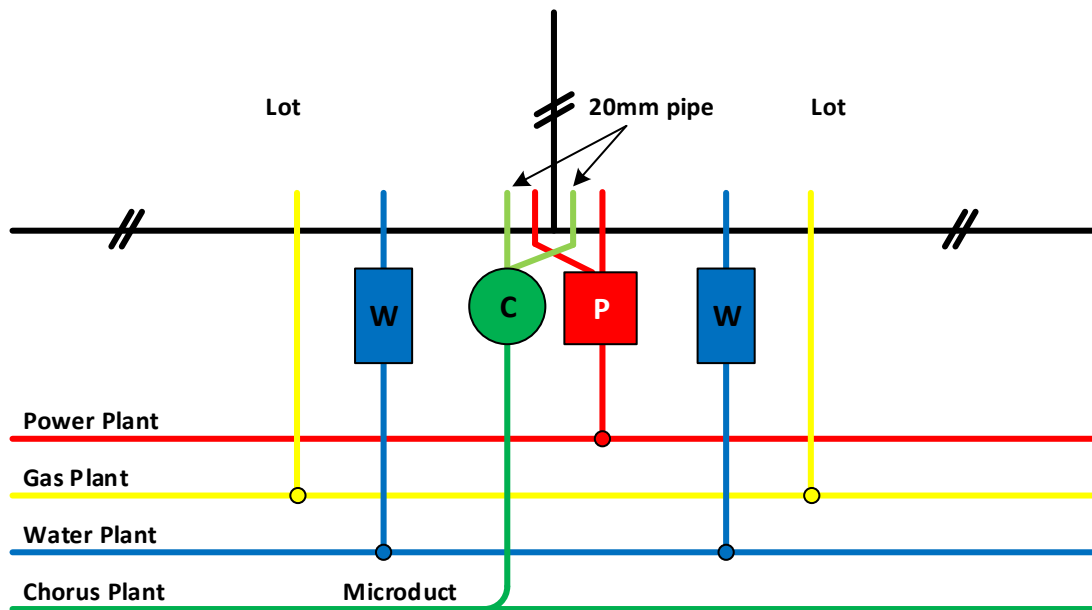 Lot
20mm pipe
Lot
W
C
P
W
Power Plant
Gas Plant
Water Plant
Chorus Plant
Microduct